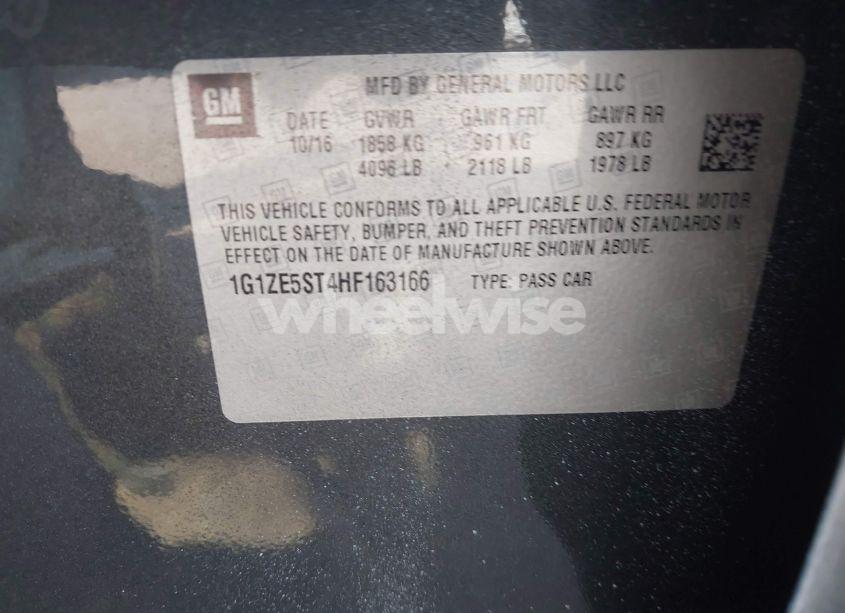 GM
MFD BY GENERAL MOTORS LLC
DATE GVWR GAWR FRT GAWR RR
10/16 1858 KG 961 KG 897 KG
4096 LB 2118 LB 1978 LB
THIS VEHICLE CONFORMS TO ALL APPLICABLE U.S. FEDERAL MOTOR
VEHICLE SAFETY, BUMPER, AND THEFT PREVENTION STANDARDS IN
EFFECT ON THE DATE OF MANUFACTURE SHOWN ABOVE.
1G1ZE5ST4HF163166 TYPE: PASS CAR
wheelwise